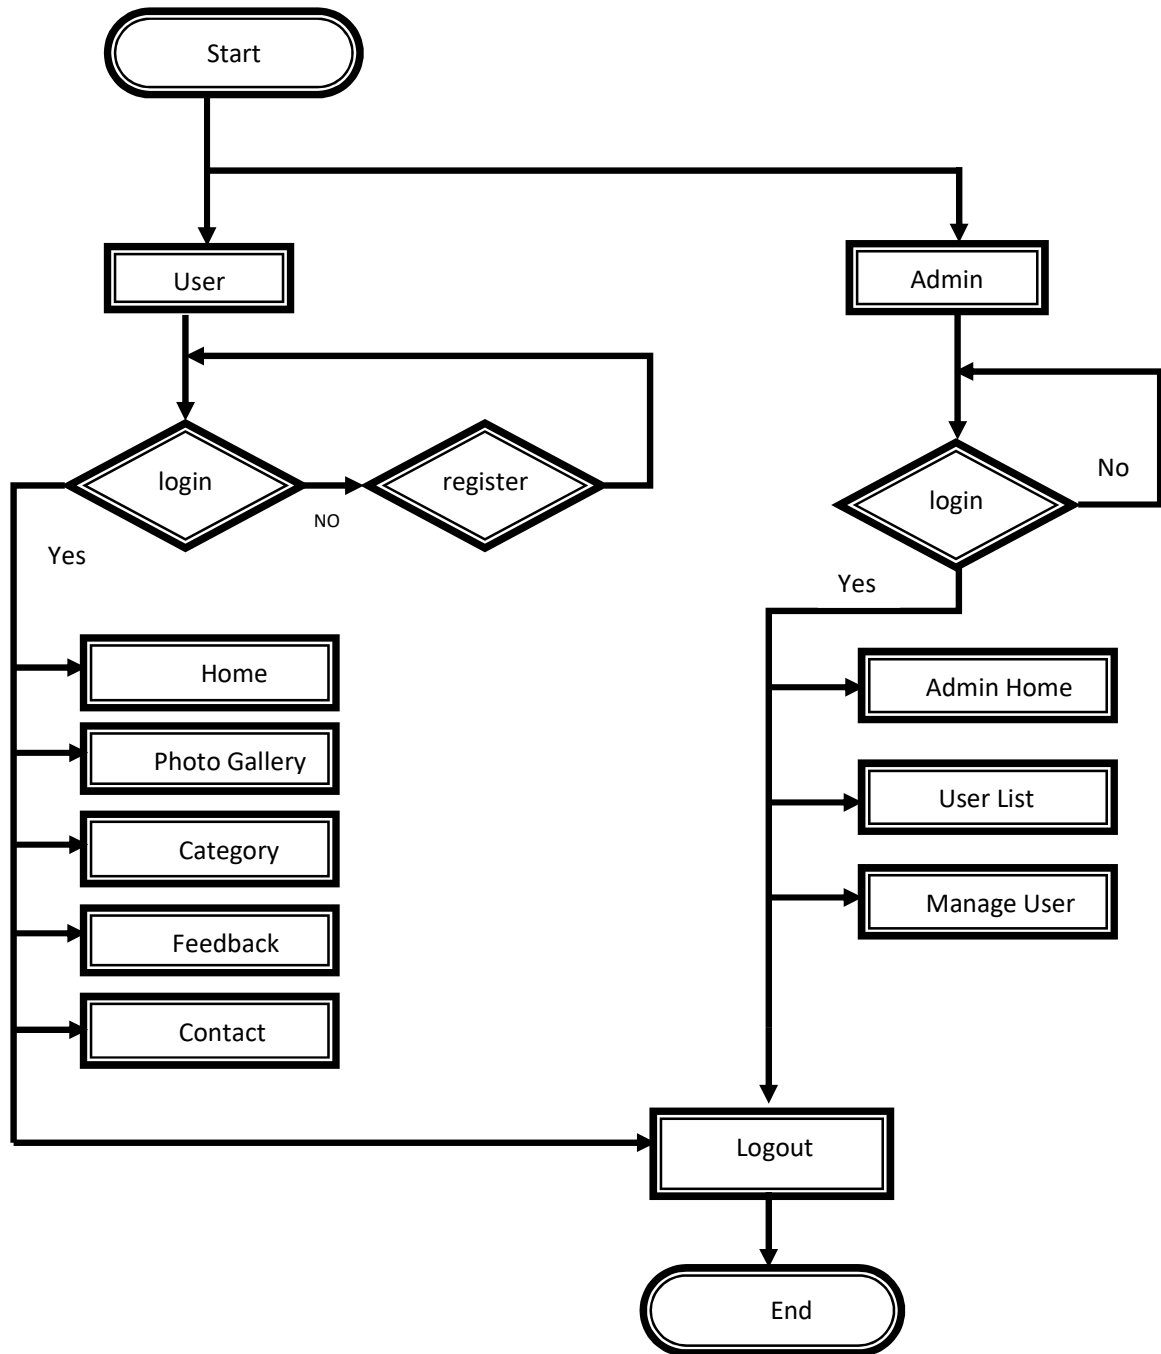 Start
User
Admin
login
NO
register
Yes
login
No
Yes
Home
Photo Gallery
Category
Feedback
Contact
Admin Home
User List
Manage User
Logout
End